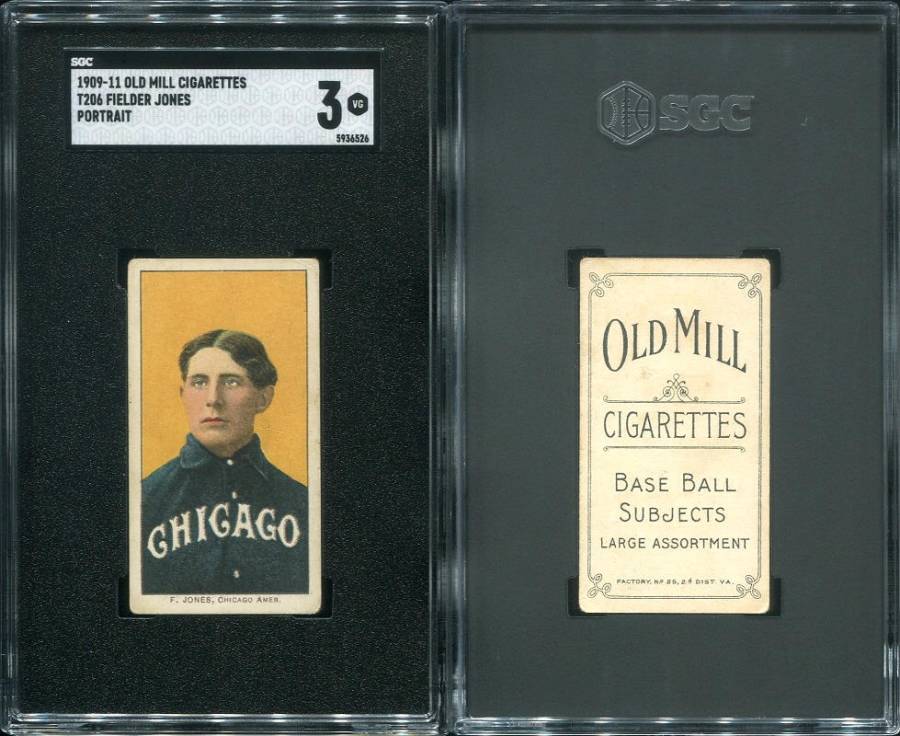 SGC
1909-11 OLD MILL CIGARETTES
T206 FIELDER JONES
PORTRAIT
3 VG
5936526
CHICAGO
F. JONES, CHICAGO AMER.
SGC
OLD MILL
CIGARETTES
BASE BALL
SUBJECTS
LARGE ASSORTMENT
FACTORY, Nº 25, 2ᵈ DIST. VA.